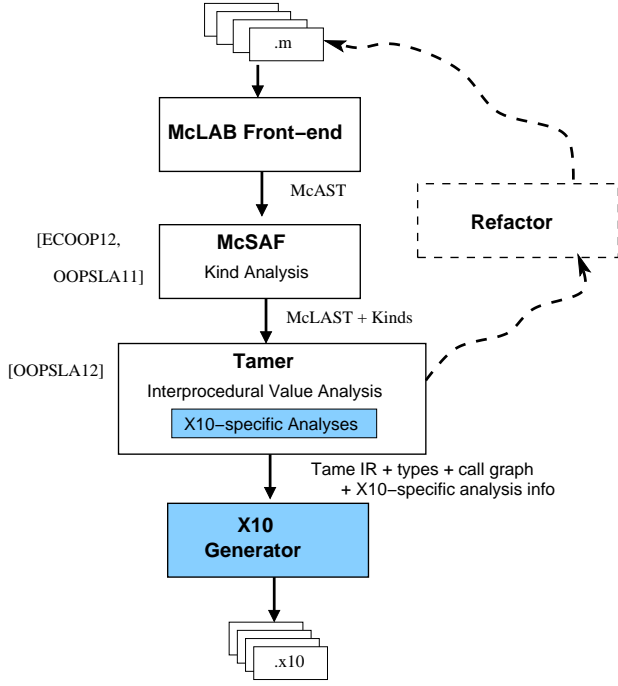 .m
McLAB Front−end
McAST
Refactor
[ECOOP12,
OOPSLA11]
McSAF
Kind Analysis
McLAST + Kinds
[OOPSLA12]
Tamer
Interprocedural Value Analysis
X10−specific Analyses
Tame IR + types + call graph
+ X10−specific analysis info
X10
Generator
.x10